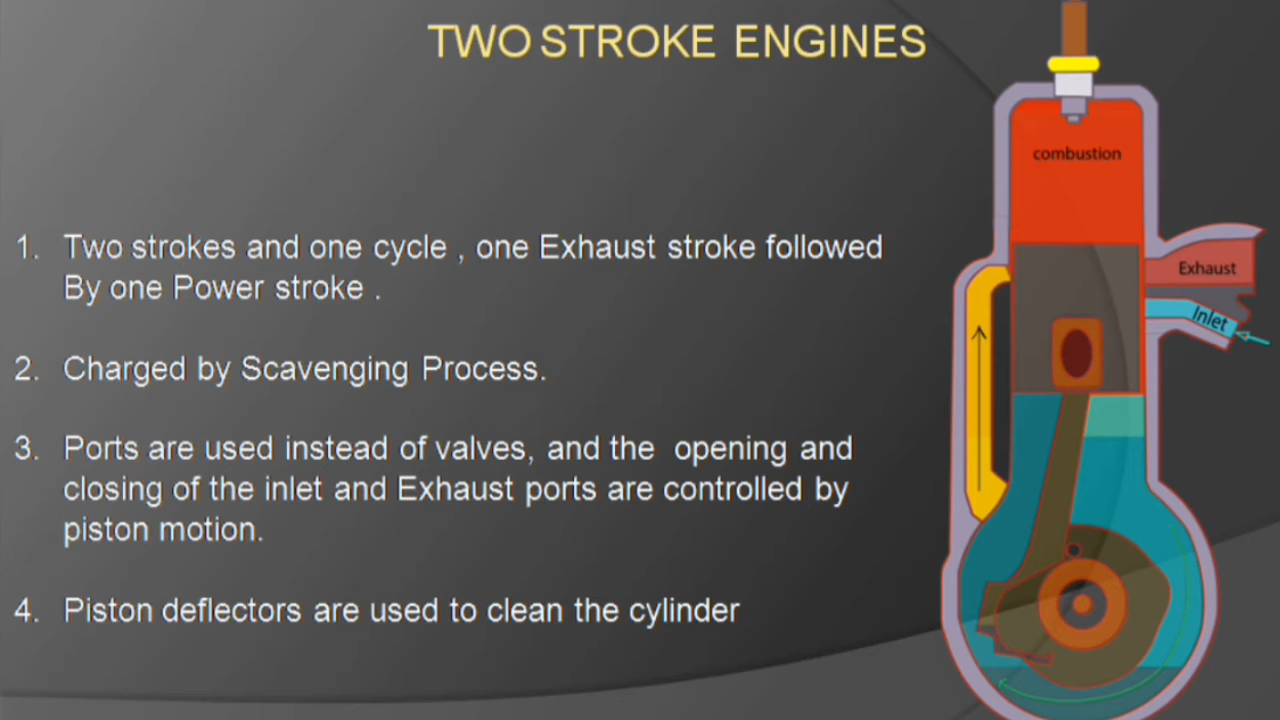 TWO STROKE ENGINES
combustion
1. Two strokes and one cycle , one Exhaust stroke followed
By one Power stroke .
Exhaust
Inlet
2. Charged by Scavenging Process.
3. Ports are used instead of valves, and the opening and
closing of the inlet and Exhaust ports are controlled by
piston motion.
4. Piston deflectors are used to clean the cylinder